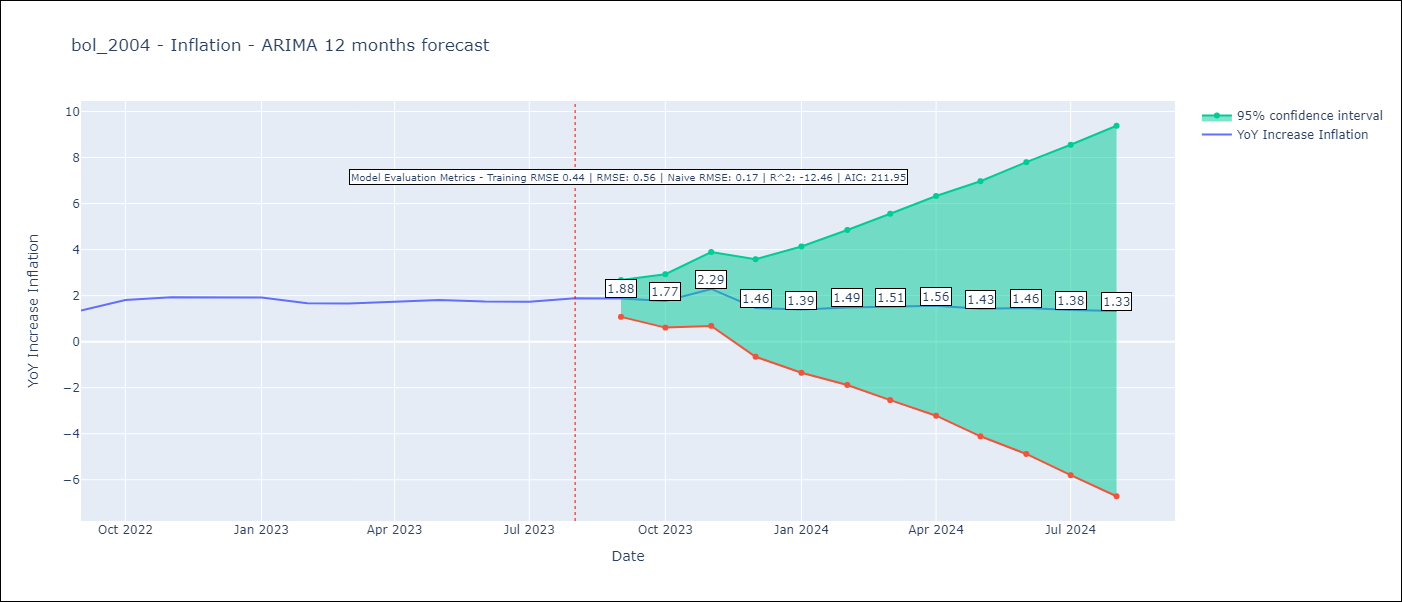 bol_2004 - Inflation - ARIMA 12 months forecast
95% confidence interval
YoY Increase Inflation
Model Evaluation Metrics - Training RMSE 0.44 | RMSE: 0.56 | Naive RMSE: 0.17 | R^2: -12.46 | AIC: 211.95
YoY Increase Inflation
10
8
6
4
2
0
−2
−4
−6
1.88
1.77
2.29
1.46
1.39
1.49
1.51
1.56
1.43
1.46
1.38
1.33
Oct 2022
Jan 2023
Apr 2023
Jul 2023
Oct 2023
Jan 2024
Apr 2024
Jul 2024
Date